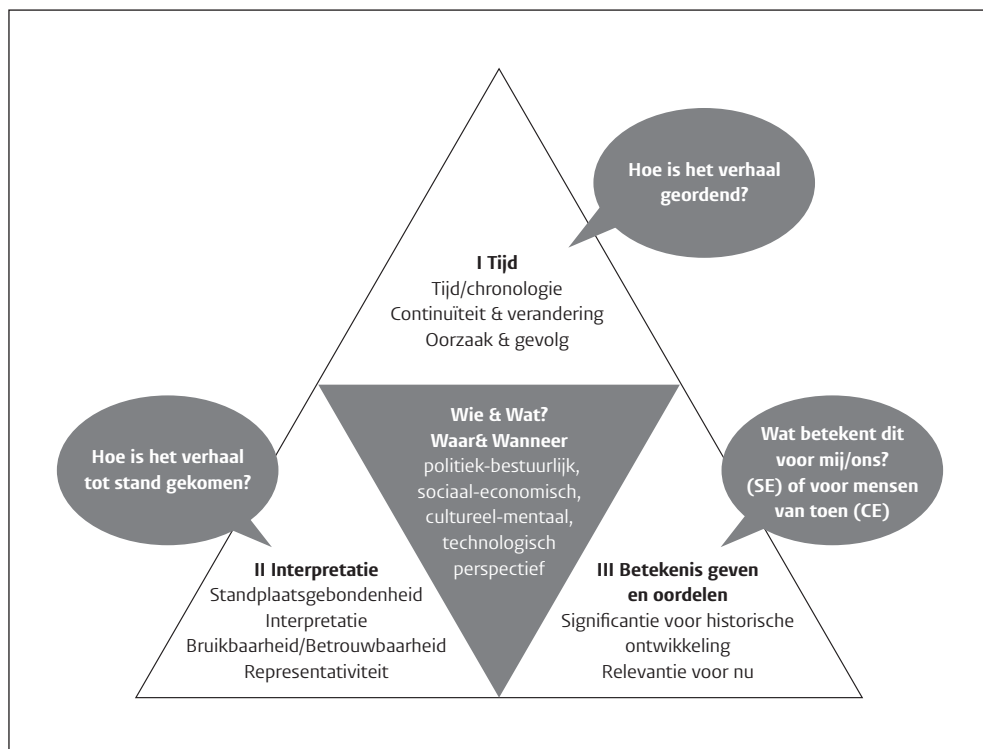 Hoe is het verhaal
geordend?
I Tijd
Tijd/chronologie
Continuïteit & verandering
Oorzaak & gevolg
Hoe is het verhaal
tot stand gekomen?
Wie & Wat?
Waar& Wanneer
politiek-bestuurlijk,
sociaal-economisch,
cultureel-mentaal,
technologisch
perspectief
Wat betekent dit
voor mij/ons?
(SE) of voor mensen
van toen (CE)
II Interpretatie
Standplaatsgebondenheid
Interpretatie
Bruikbaarheid/Betrouwbaarheid
Representativiteit
III Betekenis geven
en oordelen
Significantie voor historische
ontwikkeling
Relevantie voor nu